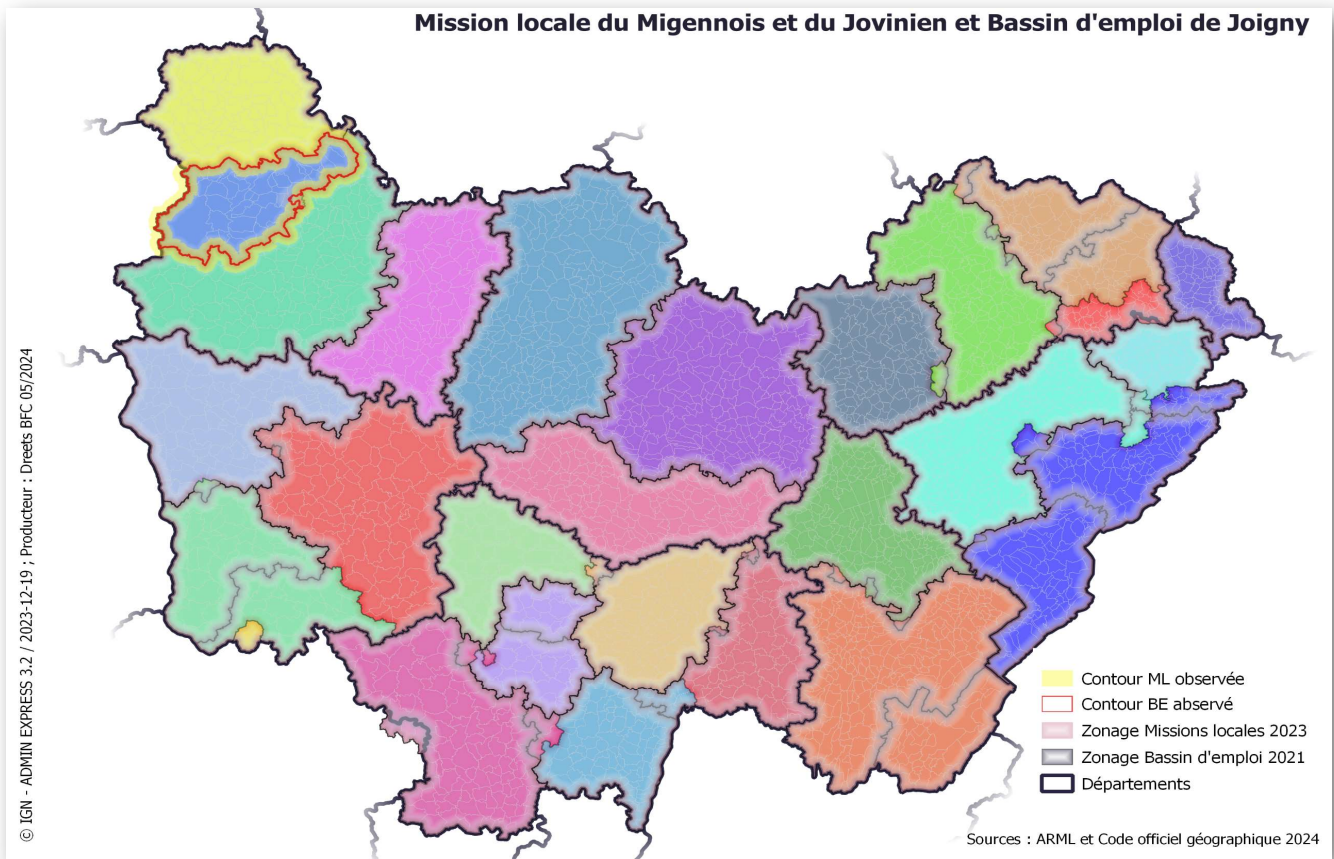 Mission locale du Migennois et du Jovinien et Bassin d'emploi de Joigny
© IGN - ADMIN EXPRESS 3.2 / 2023-12-19 ; Producteur : Dreets BFC 05/2024
Contour ML observée
Contour BE abservé
Zonage Missions locales 2023
Zonage Bassin d'emploi 2021
Départements
Sources : ARML et Code officiel géographique 2024